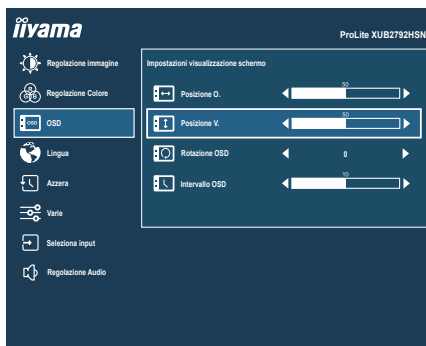 iiyama
ProLite XUB2792HSN
Regolazione immagine
Regolazione Colore
OSD
OSD
Lingua
Azzera
Varie
Seleziona input
Regolazione Audio
Impostazioni visualizzazione schermo
Posizione O.
50
Posizione V.
50
Rotazione OSD
0
Intervallo OSD
10